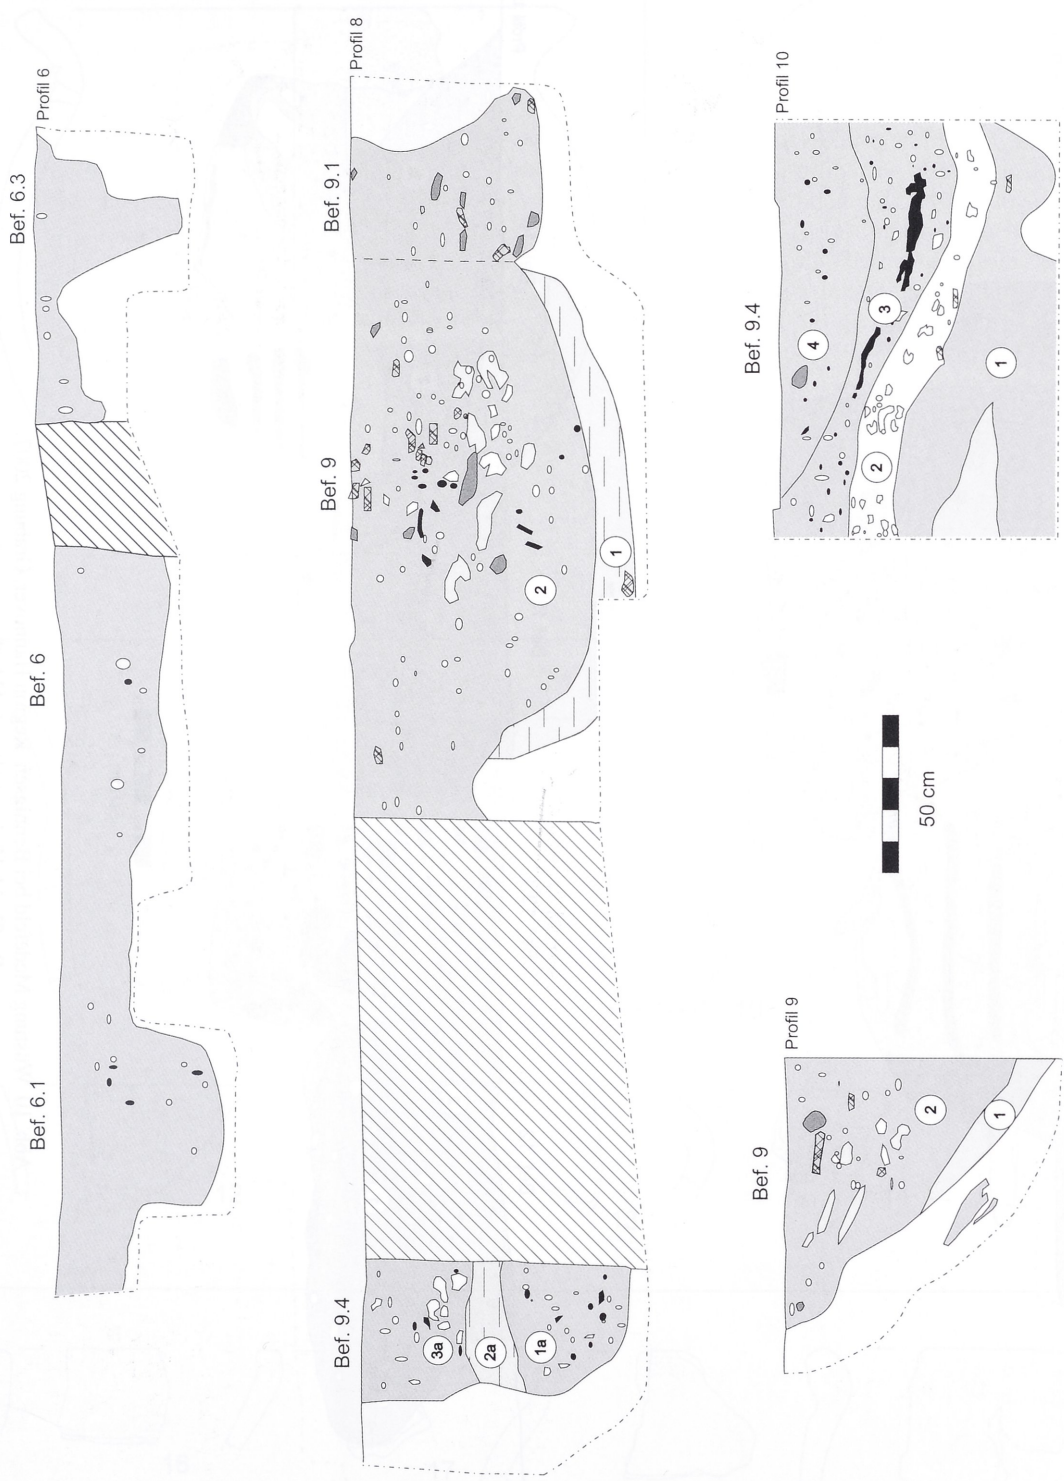 Bef. 6.1
Bef. 6
Bef. 6.3
Profil 6
Bef. 9.4
Bef. 9
Bef. 9.1
Profil 8
3a
2a
1a
2
1
Bef. 9
Profil 9
2
1
50 cm
Bef. 9.4
Profil 10
4
3
2
1